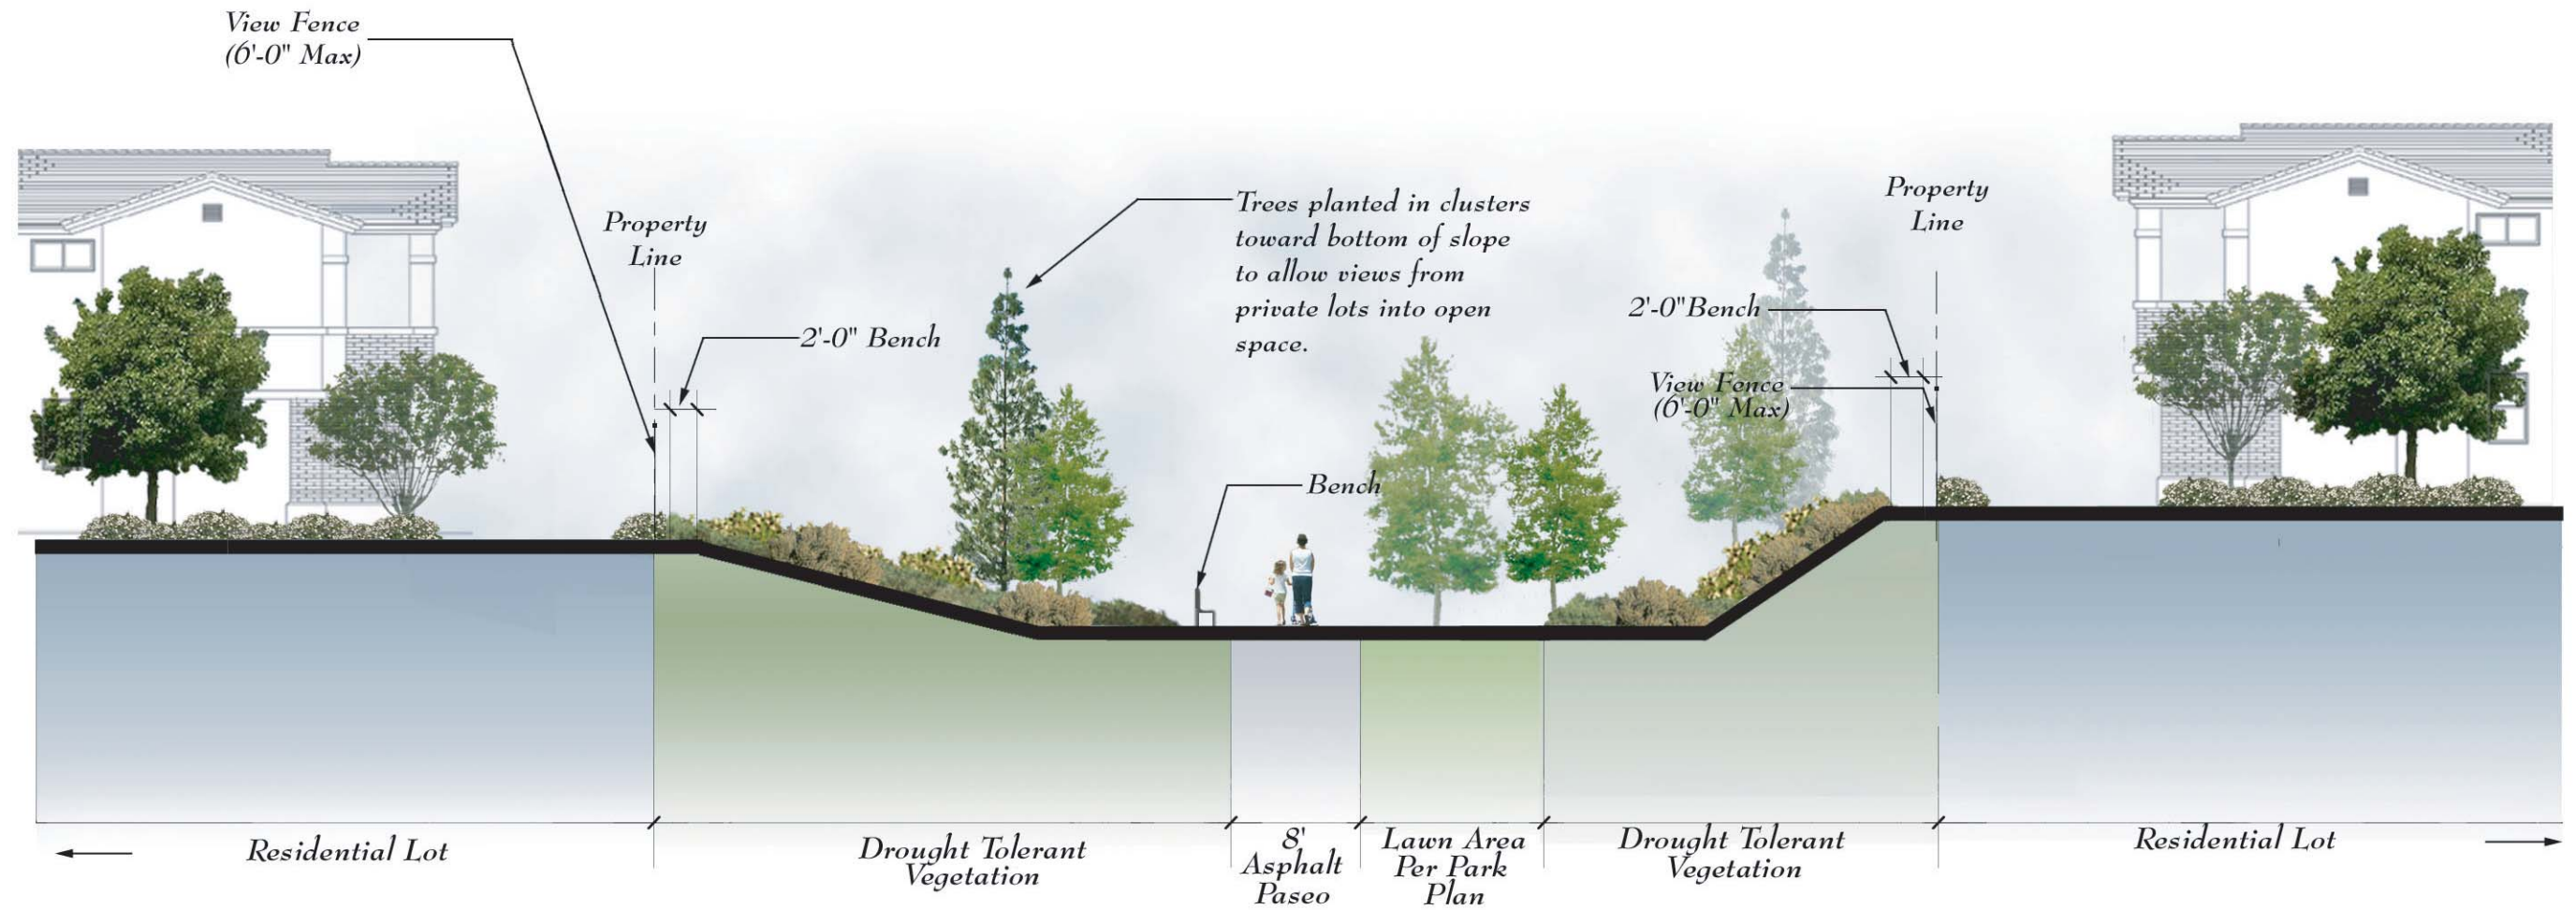 View Fence
(6'-0" Max)
Property
Line
2'-0" Bench
Trees planted in clusters
toward bottom of slope
to allow views from
private lots into open
space.
Bench
Property
Line
2'-0"Bench
View Fence
(6'-0" Max)
Residential Lot
Drought Tolerant
Vegetation
8'
Asphalt
Paseo
Lawn Area
Per Park
Plan
Drought Tolerant
Vegetation
Residential Lot